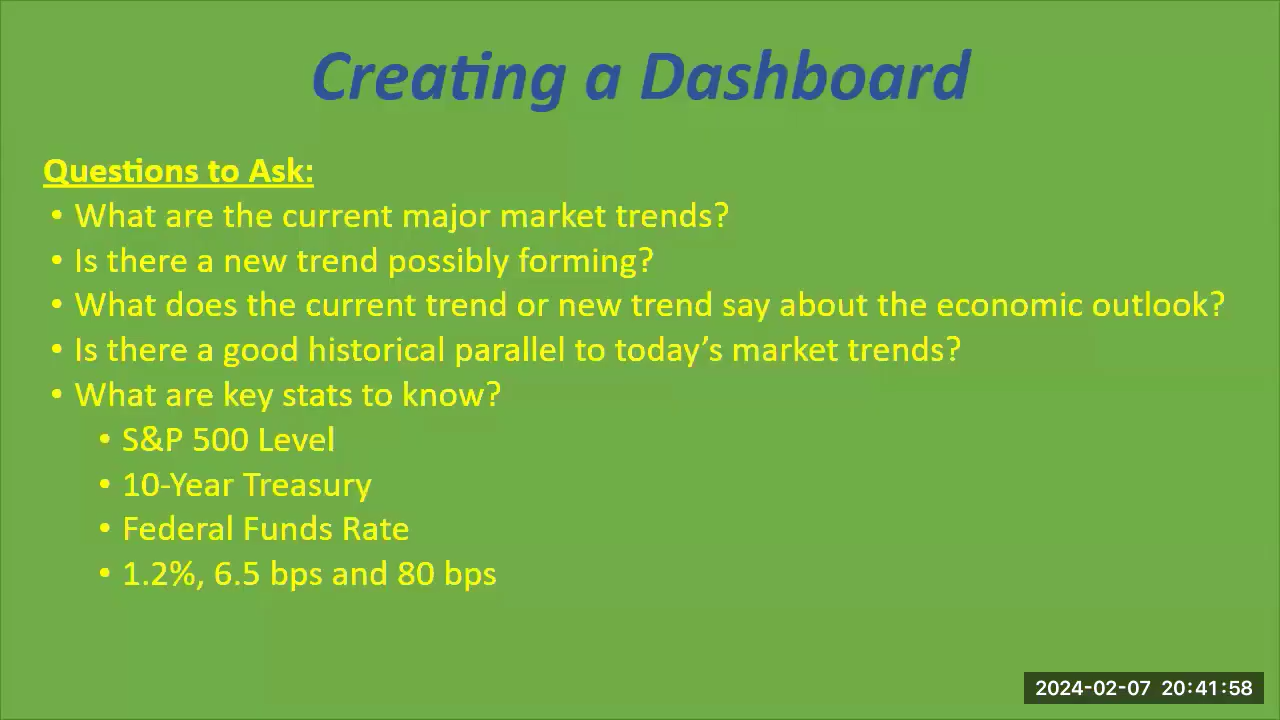 Creating a Dashboard
Questions to Ask:
• What are the current major market trends?
• Is there a new trend possibly forming?
• What does the current trend or new trend say about the economic outlook?
• Is there a good historical parallel to today’s market trends?
• What are key stats to know?
• S&P 500 Level
• 10-Year Treasury
• Federal Funds Rate
• 1.2%, 6.5 bps and 80 bps
2024-02-07 20:41:58